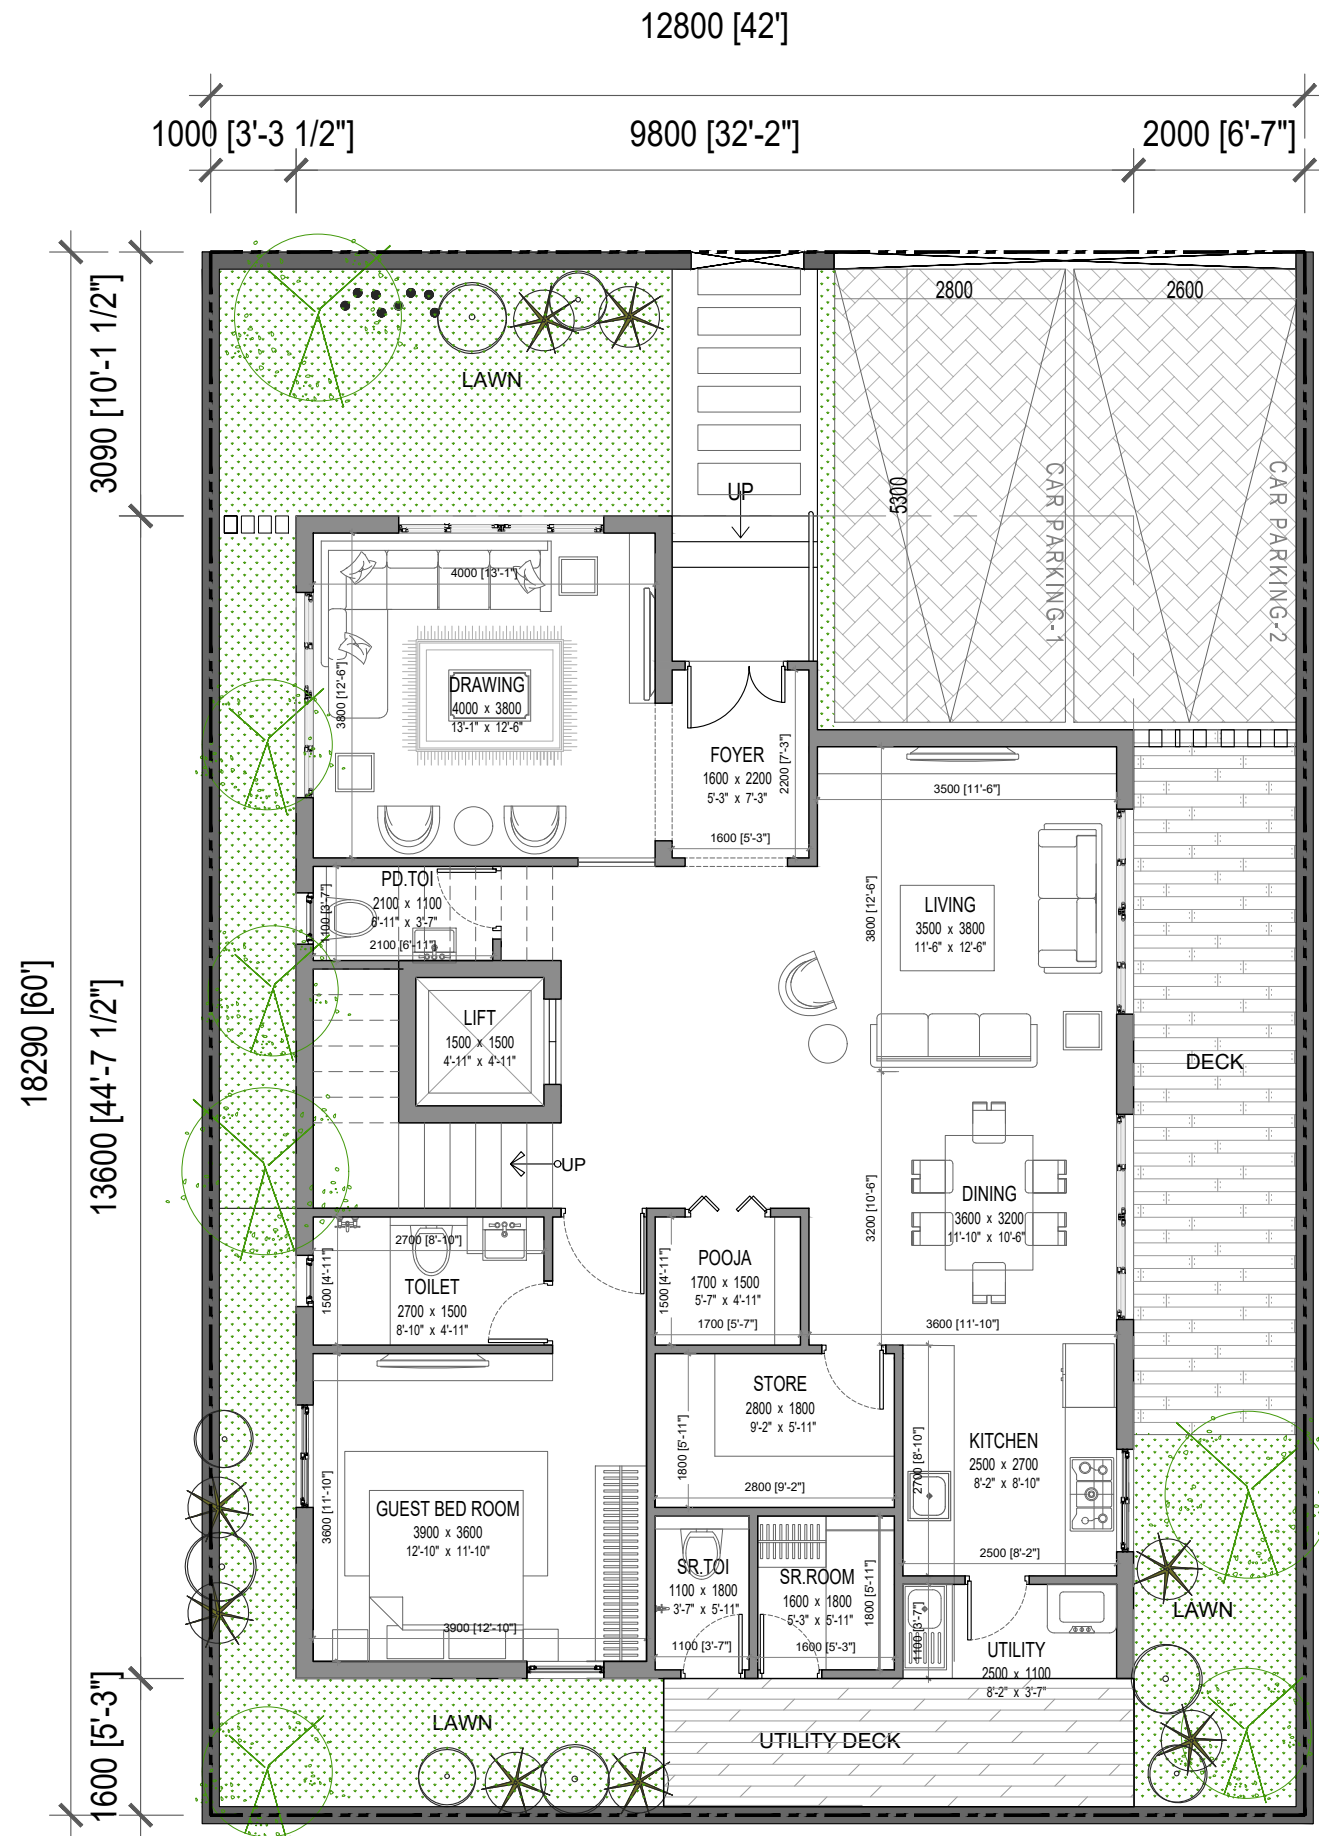 12800 [42']
1000 [3'-3 1/2"]
9800 [32'-2"]
2000 [6'-7"]
18290 [60']
3090 [10'-1 1/2"]
13600 [44'-7 1/2"]
1600 [5'-3"]
LAWN
UP
2800
2600
5300
CAR PARKING-1
CAR PARKING-2
4000 [13'-1"]
3800 [12'-6"]
DRAWING
4000 x 3800
13'-1" x 12'-6"
FOYER
1600 x 2200
5'-3" x 7'-3"
2200 [7'-3"]
1600 [5'-3"]
3500 [11'-6"]
3800 [12'-6"]
LIVING
3500 x 3800
11'-6" x 12'-6"
PD.TOI
2100 x 1100
6'-11" x 3'-7"
2100 [6'-11"]
1100 [3'-7"]
LIFT
1500 x 1500
4'-11" x 4'-11"
UP
DECK
DINING
3600 x 3200
11'-10" x 10'-6"
3200 [10'-6"]
3600 [11'-10"]
2700 [8'-10"]
1500 [4'-11"]
TOILET
2700 x 1500
8'-10" x 4'-11"
POOJA
1700 x 1500
5'-7" x 4'-11"
1500 [4'-11"]
1700 [5'-7"]
STORE
2800 x 1800
9'-2" x 5'-11"
1800 [5'-11"]
2800 [9'-2"]
KITCHEN
2500 x 2700
8'-2" x 8'-10"
2700 [8'-10"]
2500 [8'-2"]
GUEST BED ROOM
3900 x 3600
12'-10" x 11'-10"
3600 [11'-10"]
3900 [12'-10"]
SR.TOI
1100 x 1800
3'-7" x 5'-11"
1100 [3'-7"]
SR.ROOM
1600 x 1800
5'-3" x 5'-11"
1800 [5'-11"]
1600 [5'-3"]
1100 [3'-7"]
UTILITY
2500 x 1100
8'-2" x 3'-7"
LAWN
LAWN
UTILITY DECK